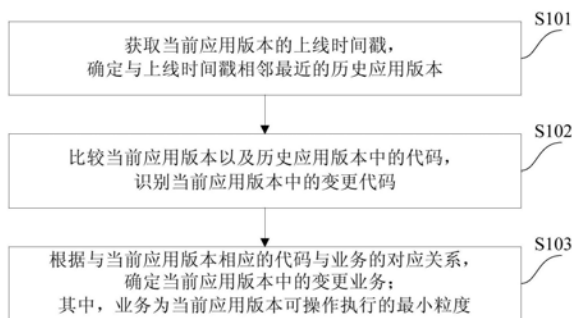 S101
获取当前应用版本的上线时间戳，
确定与上线时间戳相邻最近的历史应用版本
S102
比较当前应用版本以及历史应用版本中的代码，
识别当前应用版本中的变更代码
S103
根据与当前应用版本相应的代码与业务的对应关系，
确定当前应用版本中的变更业务；
其中，业务为当前应用版本可操作执行的最小粒度